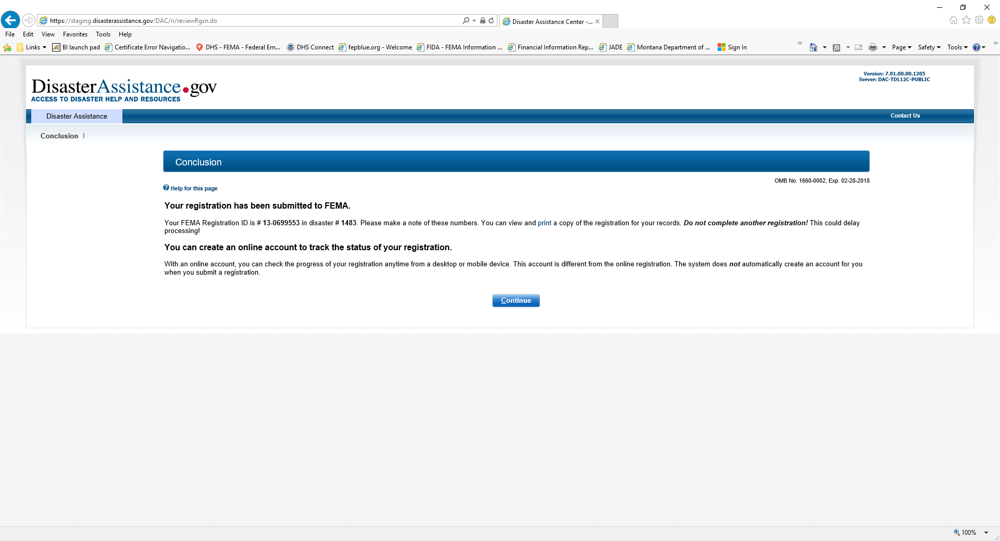 https://staging.disasterassistance.gov/DAC/ri/reviewRgsn.do
Disaster Assistance Center -...
File Edit View Favorites Tools Help
Links BI launch pad Certificate Error Navigatio... DHS - FEMA - Federal Em... DHS Connect fepblue.org - Welcome FIDA - FEMA Information ... Financial Information Rep... JADE Montana Department of ... Sign In Page Safety Tools
Version: 7.01.00.00.1205
Server: DAC-TDL12C-PUBLIC
DisasterAssistance.gov
ACCESS TO DISASTER HELP AND RESOURCES
Disaster Assistance Contact Us
Conclusion |
Conclusion
OMB No. 1660-0002, Exp. 02-28-2018
Help for this page
Your registration has been submitted to FEMA.
Your FEMA Registration ID is # 13-0699553 in disaster # 1483. Please make a note of these numbers. You can view and print a copy of the registration for your records. Do not complete another registration! This could delay
processing!
You can create an online account to track the status of your registration.
With an online account, you can check the progress of your registration anytime from a desktop or mobile device. This account is different from the online registration. The system does not automatically create an account for you
when you submit a registration.
Continue
100%